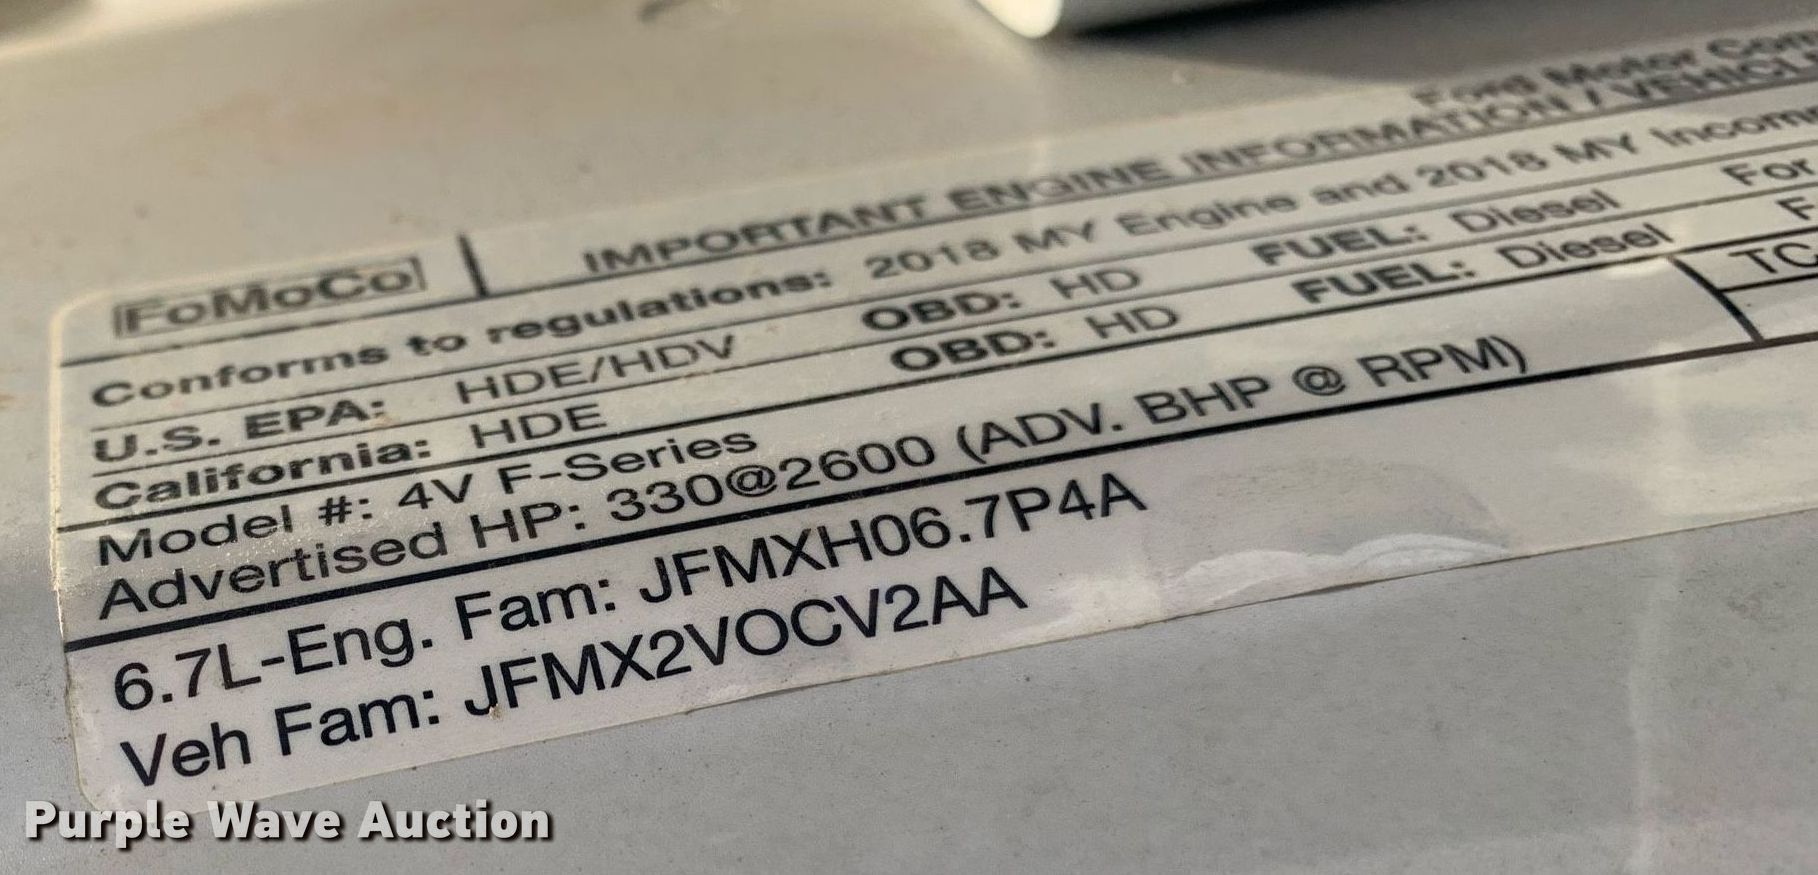 Ford Motor Com
FoMoCo IMPORTANT ENGINE INFORMATION / VEHICLE
Conforms to regulations: 2018 MY Engine and 2018 MY Incomp
U.S. EPA: HDE/HDV OBD: HD FUEL: Diesel For
California: HDE OBD: HD FUEL: Diesel F
Model #: 4V F-Series TC
Advertised HP: 330@2600 (ADV. BHP @ RPM)
6.7L-Eng. Fam: JFMXH06.7P4A
Veh Fam: JFMX2VOCV2AA
Purple Wave Auction